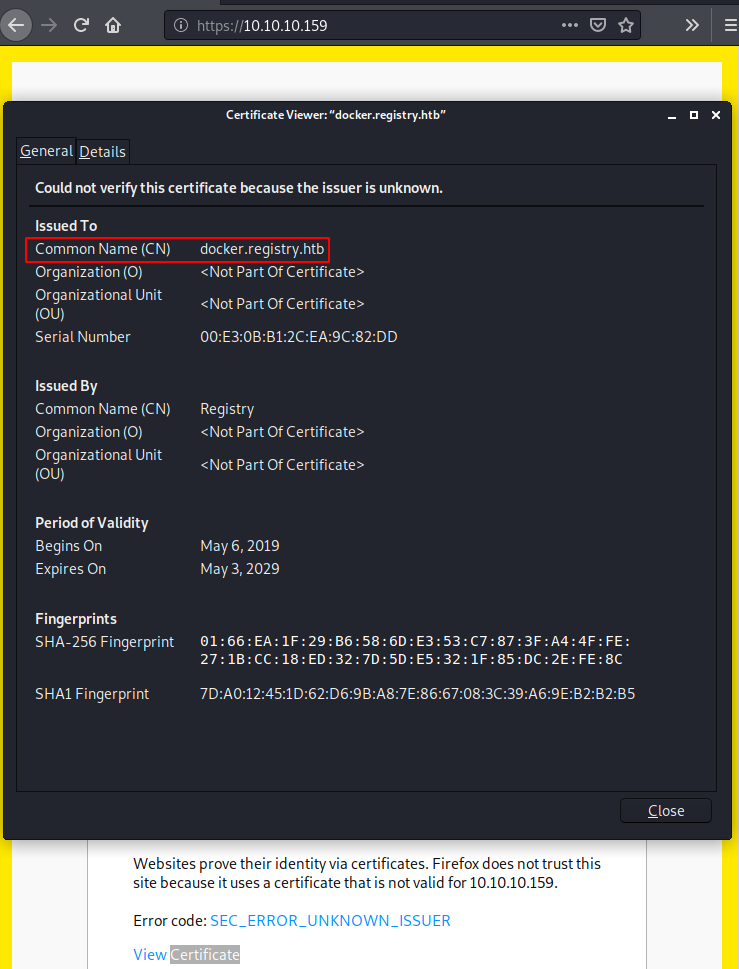 https://10.10.10.159
Certificate Viewer: “docker.registry.htb”
General Details
Could not verify this certificate because the issuer is unknown.
Issued To
Common Name (CN) docker.registry.htb
Organization (O) <Not Part Of Certificate>
Organizational Unit (OU) <Not Part Of Certificate>
Serial Number 00:E3:0B:B1:2C:EA:9C:82:DD
Issued By
Common Name (CN) Registry
Organization (O) <Not Part Of Certificate>
Organizational Unit (OU) <Not Part Of Certificate>
Period of Validity
Begins On May 6, 2019
Expires On May 3, 2029
Fingerprints
SHA-256 Fingerprint 01:66:EA:1F:29:B6:58:6D:E3:53:C7:87:3F:A4:4F:FE:
27:1B:CC:18:ED:32:7D:5D:E5:32:1F:85:DC:2E:FE:8C
SHA1 Fingerprint 7D:A0:12:45:1D:62:D6:9B:A8:7E:86:67:08:3C:39:A6:9E:B2:B2:B5
Close
Websites prove their identity via certificates. Firefox does not trust this
site because it uses a certificate that is not valid for 10.10.10.159.
Error code: SEC_ERROR_UNKNOWN_ISSUER
View Certificate